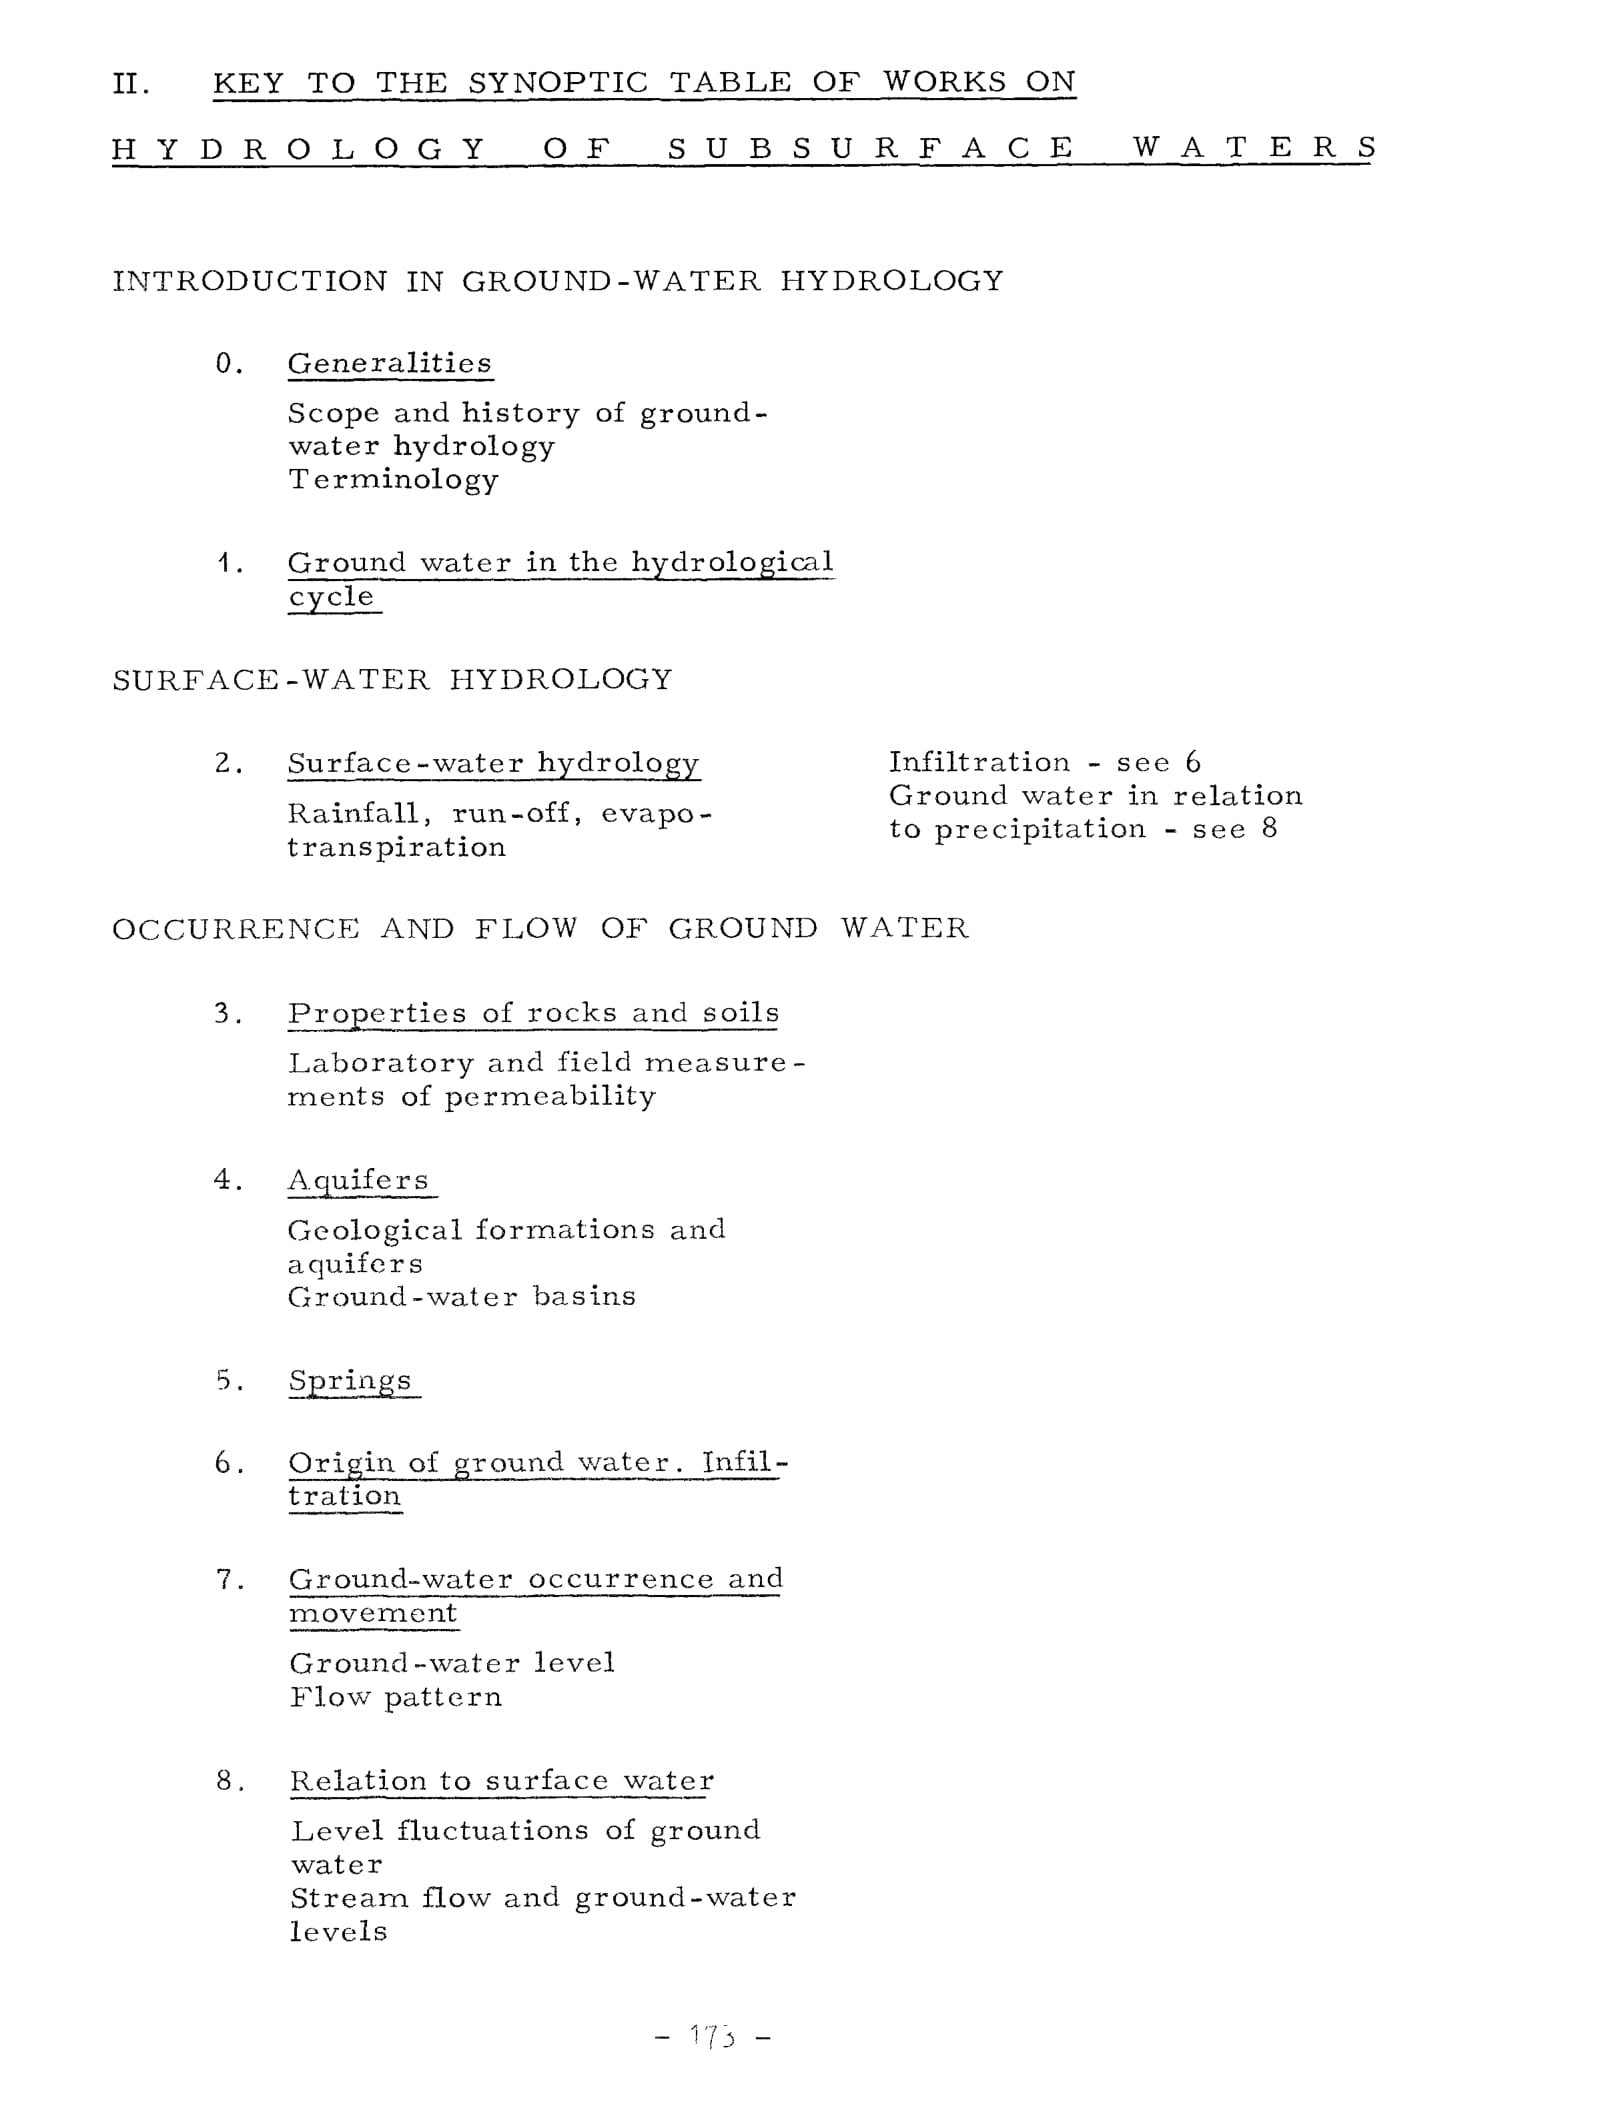 II. KEY TO THE SYNOPTIC TABLE OF WORKS ON
HYDROLOGY OF SUBSURFACE WATERS
INTRODUCTION IN GROUND-WATER HYDROLOGY
0. Generalities
Scope and history of ground-
water hydrology
Terminology
1. Ground water in the hydrological
cycle
SURFACE-WATER HYDROLOGY
2. Surface-water hydrology
Rainfall, run-off, evapo-
transpiration
Infiltration - see 6
Ground water in relation
to precipitation - see 8
OCCURRENCE AND FLOW OF GROUND WATER
3. Properties of rocks and soils
Laboratory and field measure-
ments of permeability
4. Aquifers
Geological formations and
aquifers
Ground-water basins
5. Springs
6. Origin of ground water. Infil-
tration
7. Ground-water occurrence and
movement
Ground-water level
Flow pattern
8. Relation to surface water
Level fluctuations of ground
water
Stream flow and ground-water
levels
- 173 -